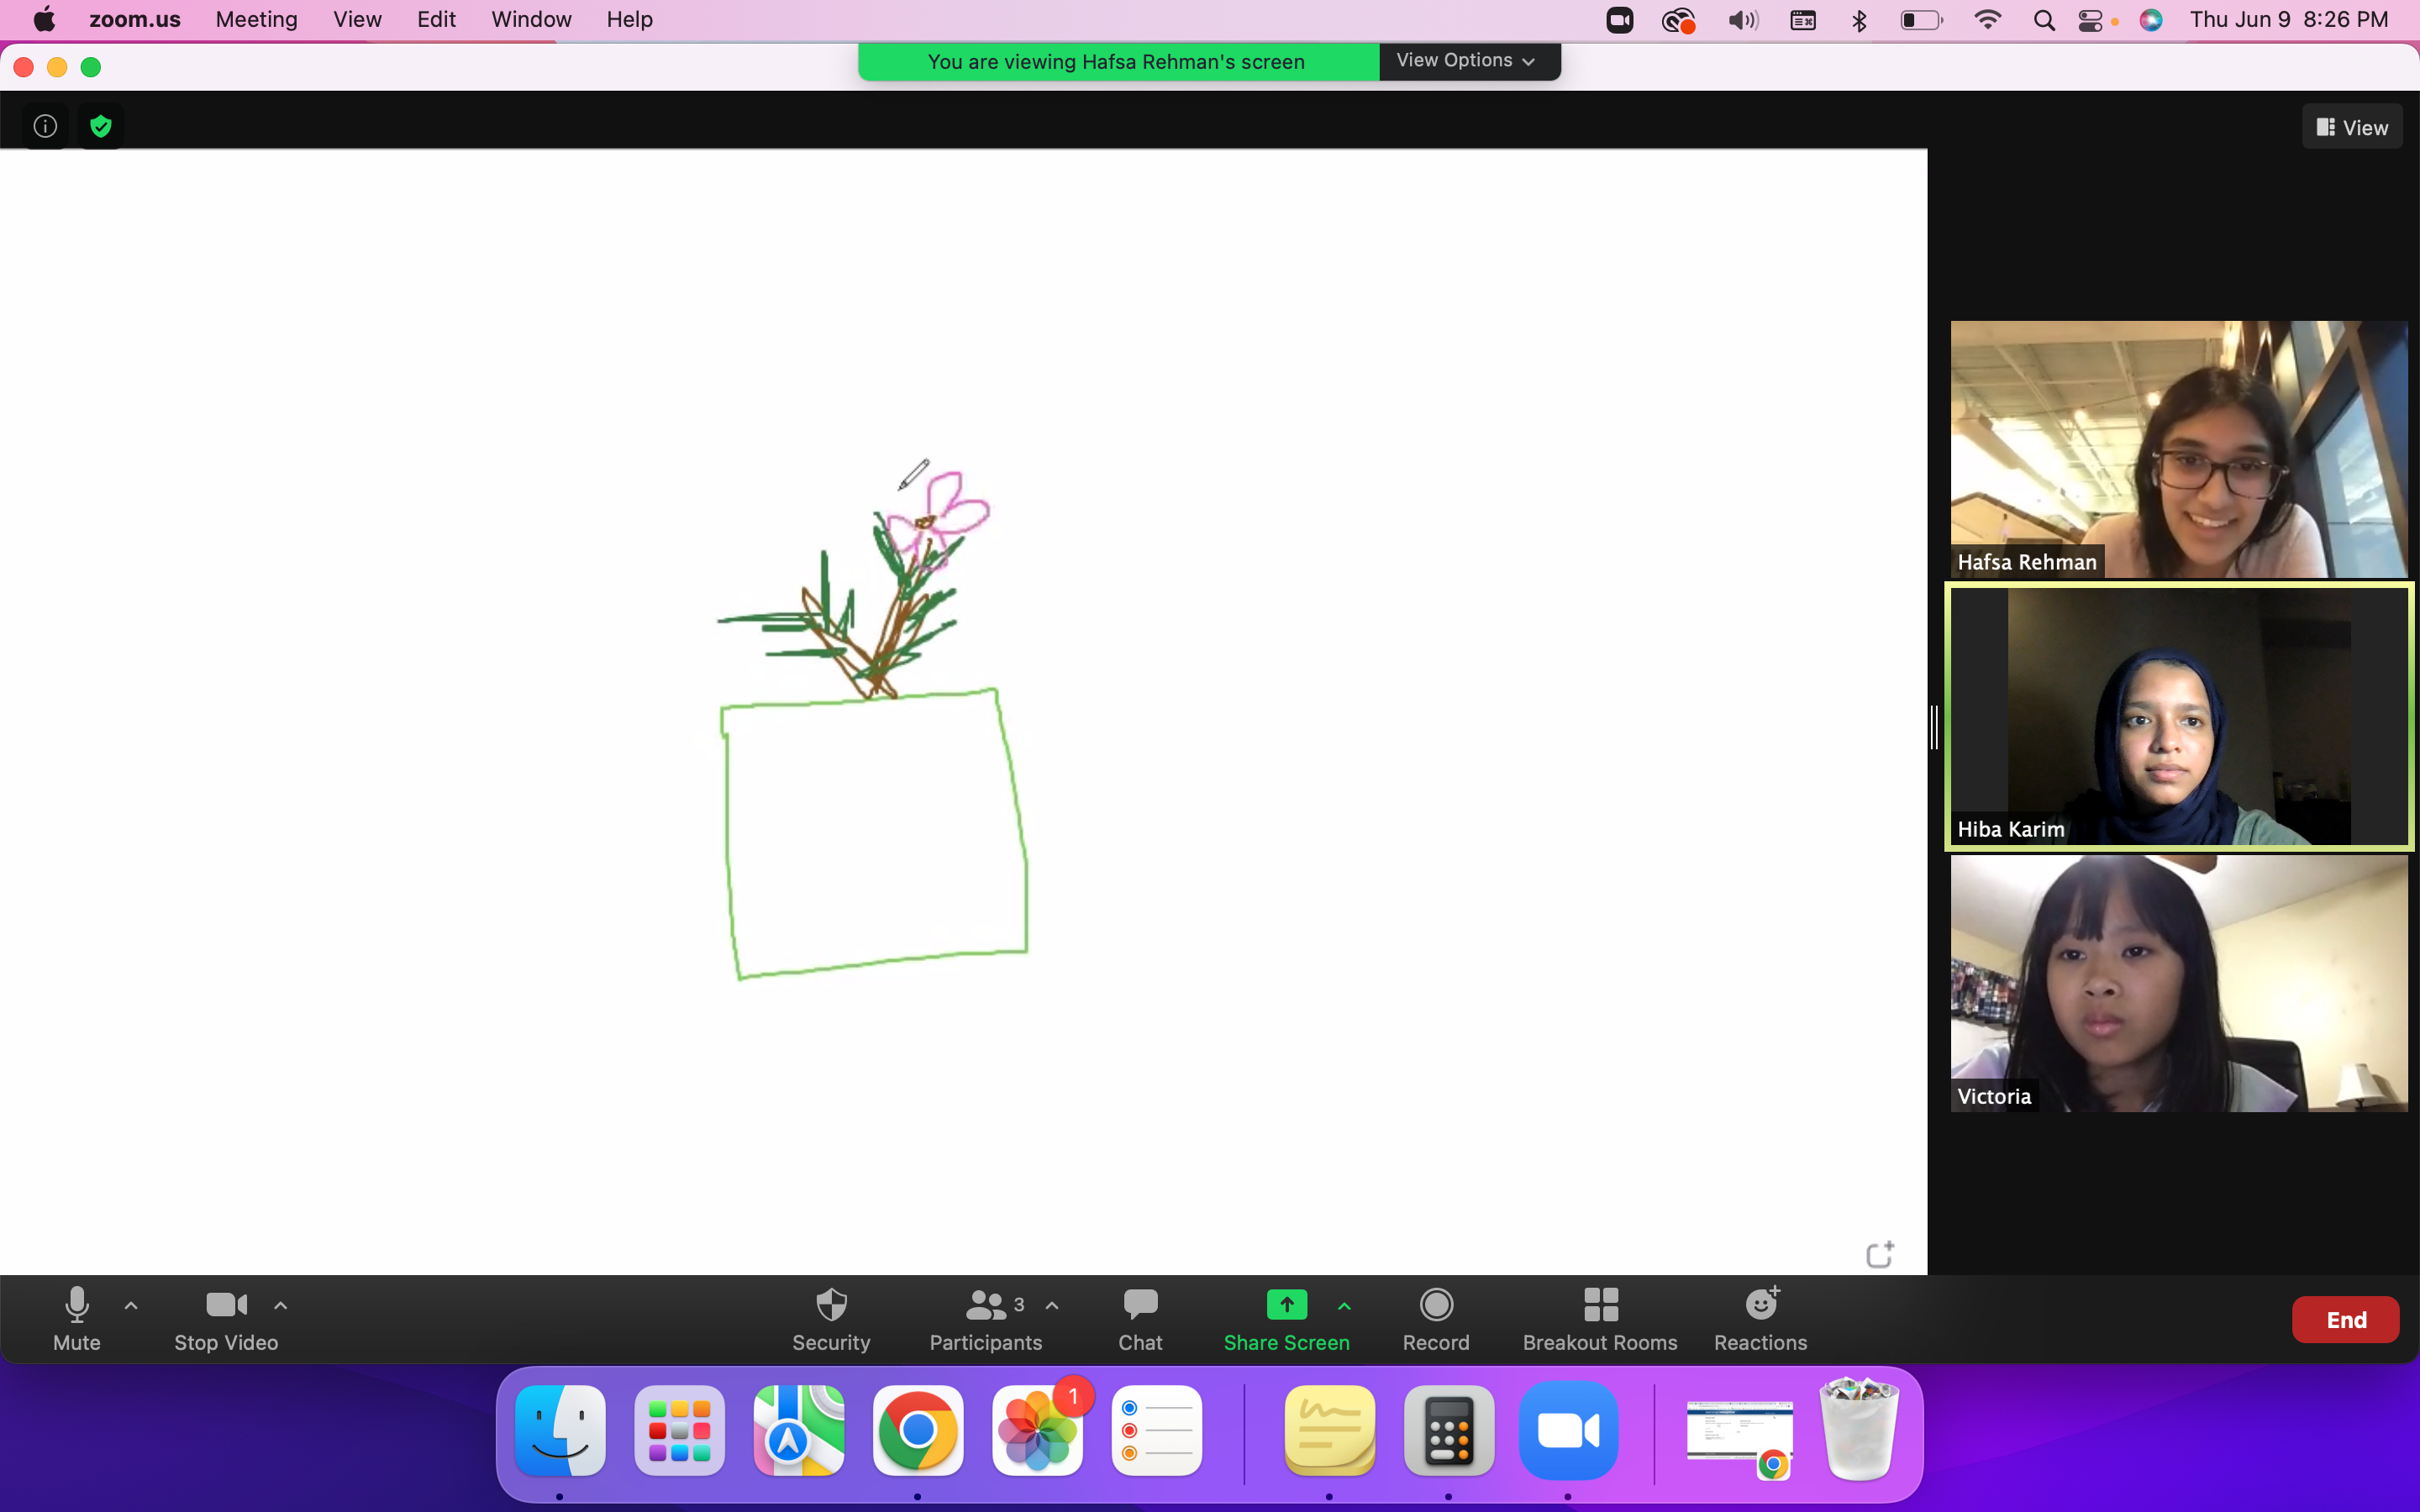 zoom.us Meeting View Edit Window Help
Thu Jun 9 8:26 PM
You are viewing Hafsa Rehman's screen
View Options
View
Hafsa Rehman
Hiba Karim
Victoria
Mute
Stop Video
Security
Participants
3
Chat
Share Screen
Record
Breakout Rooms
Reactions
End
1